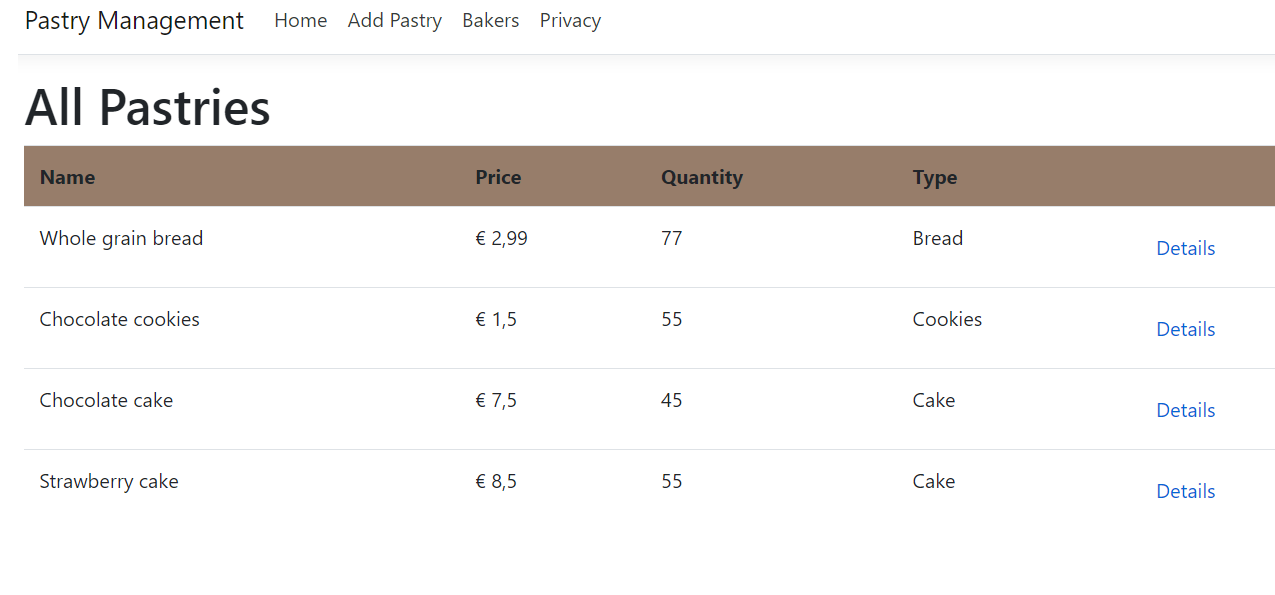 Pastry Management Home Add Pastry Bakers Privacy
All Pastries
Name Price Quantity Type
Whole grain bread € 2,99 77 Bread Details
Chocolate cookies € 1,5 55 Cookies Details
Chocolate cake € 7,5 45 Cake Details
Strawberry cake € 8,5 55 Cake Details